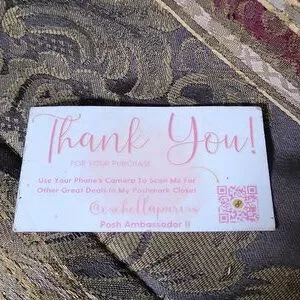 Thank You!
FOR YOUR PURCHASE
Use Your Phone's Camera To Scan Me For
Other Great Deals In My Poshmark Closet
Posh Ambassador II